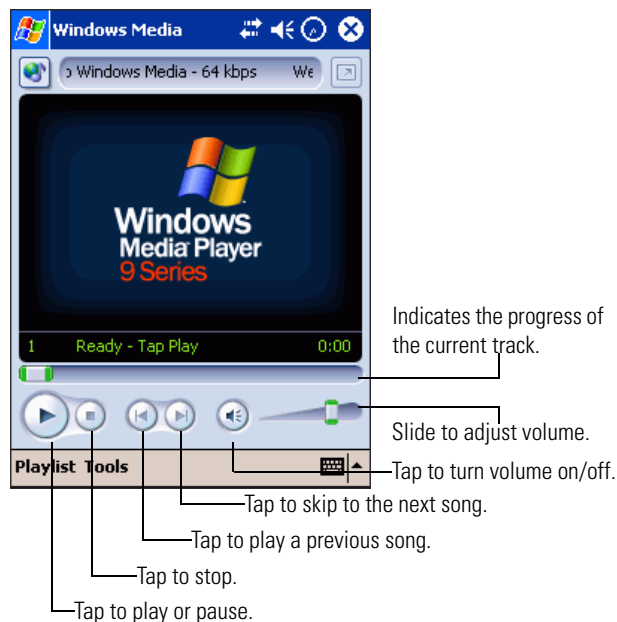 Windows Media
o Windows Media - 64 kbps We
Windows
Media Player
9 Series
1 Ready - Tap Play 0:00
Playlist Tools
Indicates the progress of
the current track.
Slide to adjust volume.
Tap to turn volume on/off.
Tap to skip to the next song.
Tap to play a previous song.
Tap to stop.
Tap to play or pause.